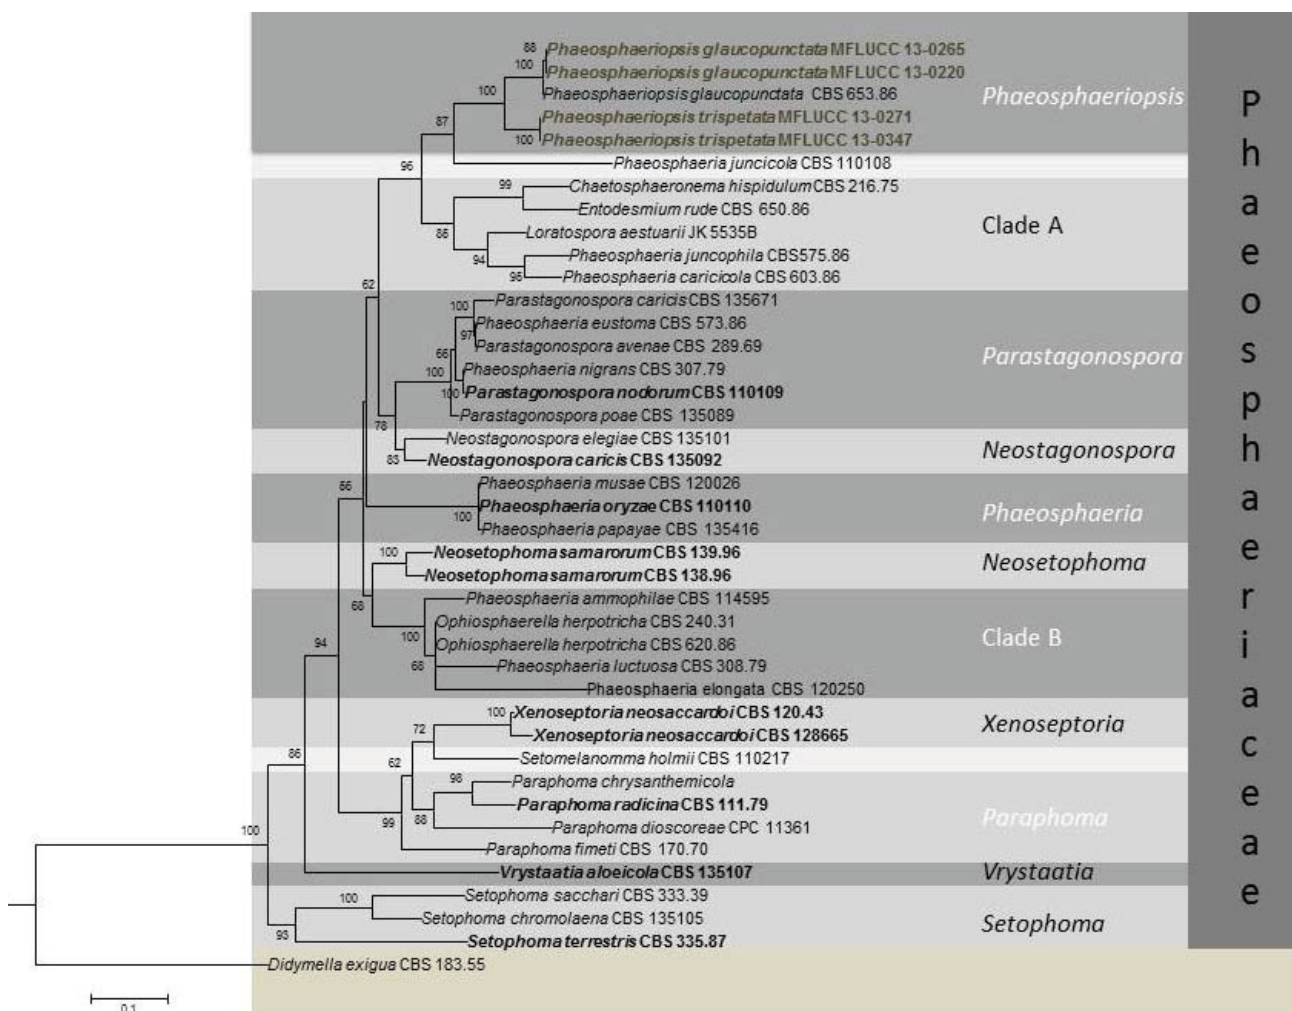 88 Phaeosphaeriopsis glaucopunctata MFLUCC 13-0265
100 Phaeosphaeriopsis glaucopunctata MFLUCC 13-0220
Phaeosphaeriopsis glaucopunctata CBS 653.86
100
Phaeosphaeriopsis
Phaeosphaeriopsis trispetata MFLUCC 13-0271
87
100 Phaeosphaeriopsis trispetata MFLUCC 13-0347
96
Phaeosphaeria juncicola CBS 110108
99 Chaetosphaeronema hispidulum CBS 216.75
Entodesmium rude CBS 650.86
86
Clade A
Loratospora aestuarii JK 5535B
94 Phaeosphaeria juncophila CBS575.86
96 Phaeosphaeria caricicola CBS 603.86
62
100 Parastagonospora caricis CBS 135671
Phaeosphaeria eustoma CBS 573.86
97 Parastagonospora avenae CBS 289.69
66
Parastagonospora
Phaeosphaeria nigrans CBS 307.79
100
100 Parastagonospora nodorum CBS 110109
Parastagonospora poae CBS 135089
78
Neostagonospora elegiae CBS 135101
Neostagonospora
83 Neostagonospora caricis CBS 135092
Phaeosphaeria musae CBS 120026
66
Phaeosphaeria oryzae CBS 110110
Phaeosphaeria
100 Phaeosphaeria papayae CBS 135416
100 Neosetophoma samarorum CBS 139.96
Neosetophoma
Neosetophoma samarorum CBS 138.96
68
Phaeosphaeria ammophilae CBS 114595
Ophiosphaerella herpotricha CBS 240.31
100
Clade B
94 Ophiosphaerella herpotricha CBS 620.86
68 Phaeosphaeria luctuosa CBS 308.79
Phaeosphaeria elongata CBS 120250
100 Xenoseptoria neosaccardoi CBS 120.43
72
Xenoseptoria
Xenoseptoria neosaccardoi CBS 128665
86
Setomelanomma holmii CBS 110217
62
98 Paraphoma chrysanthemicola
Paraphoma radicina CBS 111.79
Paraphoma
99 88
Paraphoma dioscoreae CPC 11361
100
Paraphoma fimeti CBS 170.70
Vrystaatia aloeicola CBS 135107
Vrystaatia
100 Setophoma sacchari CBS 333.39
Setophoma chromolaena CBS 135105
Setophoma
93 Setophoma terrestris CBS 335.87
Didymella exigua CBS 183.55
0.1
Phaeosphaeriaceae